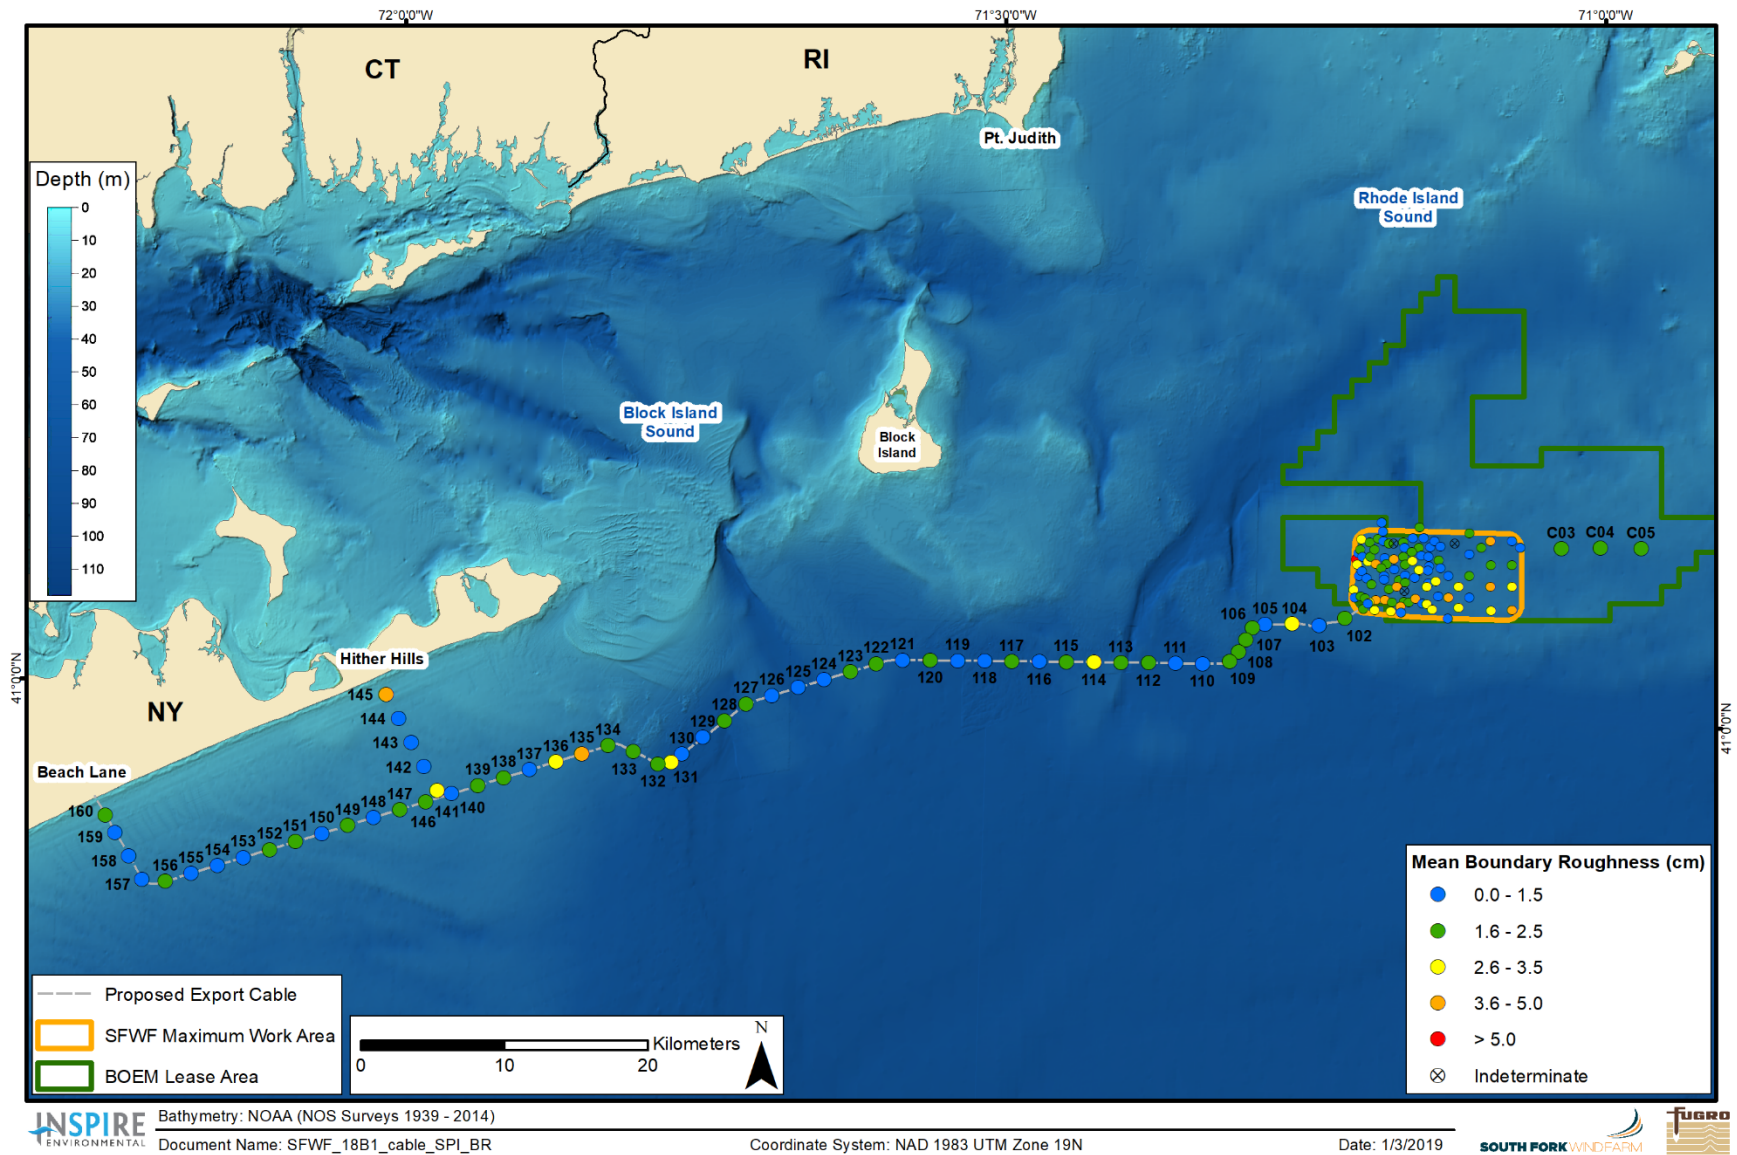 72°0'0"W
71°30'0"W
71°0'0"W
CT
RI
Pt. Judith
Depth (m)
0
10
20
30
40
50
60
70
80
90
100
110
Rhode Island
Sound
Block Island
Sound
Block
Island
C03
C04
C05
106
105
104
103
102
107
108
109
110
111
112
113
114
115
116
117
118
119
120
121
122
123
124
125
126
127
128
129
130
131
132
133
134
135
136
137
138
139
140
141
146
147
148
149
150
151
152
153
154
155
156
157
158
159
160
142
143
144
145
Hither Hills
NY
Beach Lane
41°0'0"N
41°0'0"N
Mean Boundary Roughness (cm)
0.0 - 1.5
1.6 - 2.5
2.6 - 3.5
3.6 - 5.0
> 5.0
Indeterminate
Proposed Export Cable
SFWF Maximum Work Area
BOEM Lease Area
Kilometers
0
10
20
N
INSPIRE
ENVIRONMENTAL
Bathymetry: NOAA (NOS Surveys 1939 - 2014)
Document Name: SFWF_18B1_cable_SPI_BR
Coordinate System: NAD 1983 UTM Zone 19N
Date: 1/3/2019
SOUTH FORK WINDFARM
FUGRO